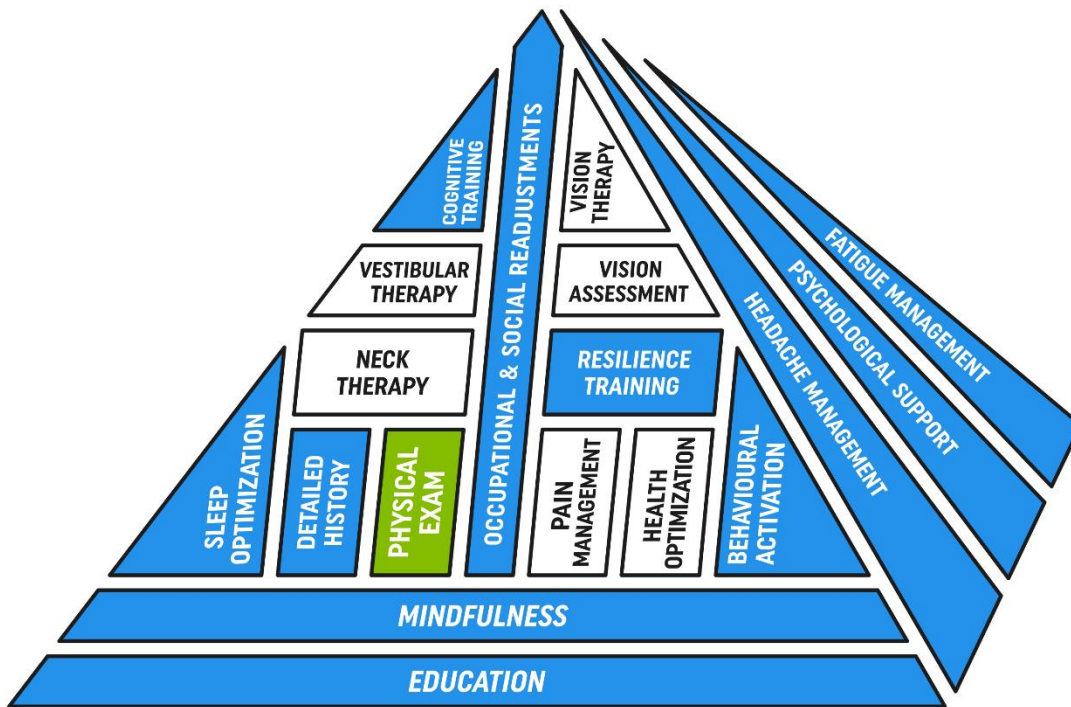 COGNITIVE
TRAINING
OCCUPATIONAL & SOCIAL READJUSTMENTS
VISION
THERAPY
VESTIBULAR
THERAPY
VISION
ASSESSMENT
NECK
THERAPY
RESILIENCE
TRAINING
SLEEP
OPTIMIZATION
DETAILED
HISTORY
PHYSICAL
EXAM
PAIN
MANAGEMENT
HEALTH
OPTIMIZATION
BEHAVIOURAL
ACTIVATION
HEADACHE MANAGEMENT
PSYCHOLOGICAL SUPPORT
FATIGUE MANAGEMENT
MINDFULNESS
EDUCATION